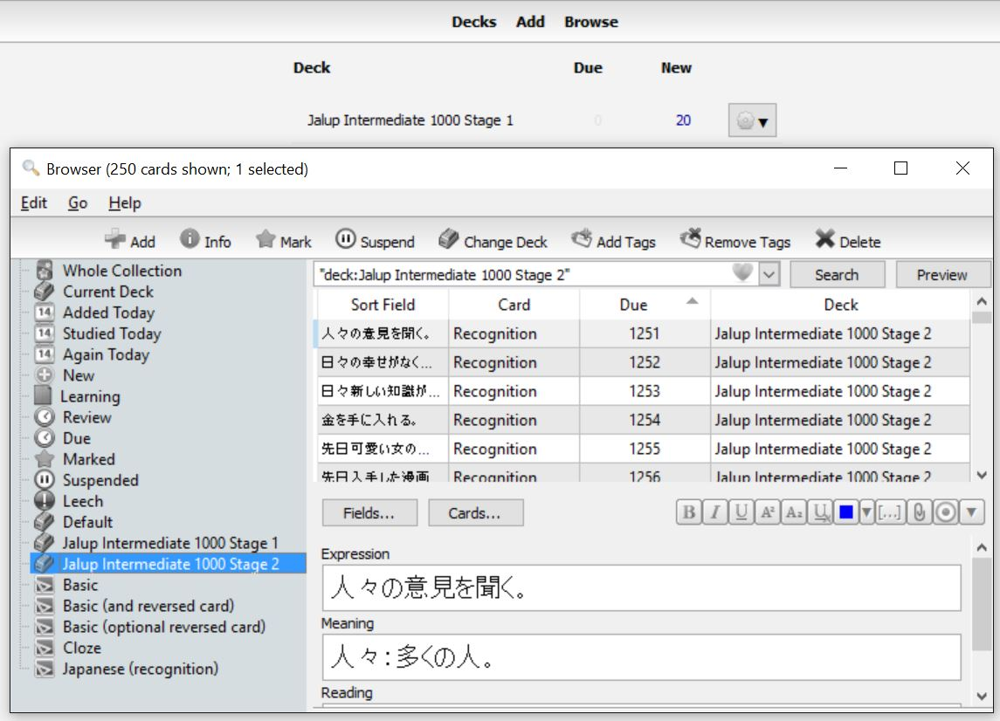 Decks Add Browse
Deck Due New
Jalup Intermediate 1000 Stage 1 0 20
Browser (250 cards shown; 1 selected)
Edit Go Help
Add Info Mark Suspend Change Deck Add Tags Remove Tags Delete
Whole Collection
Current Deck
Added Today
Studied Today
Again Today
New
Learning
Review
Due
Marked
Suspended
Leech
Default
Jalup Intermediate 1000 Stage 1
Jalup Intermediate 1000 Stage 2
Basic
Basic (and reversed card)
Basic (optional reversed card)
Cloze
Japanese (recognition)
"deck:Jalup Intermediate 1000 Stage 2" Search Preview
Sort Field Card Due Deck
人々の意見を聞く。 Recognition 1251 Jalup Intermediate 1000 Stage 2
日々の幸せがなく... Recognition 1252 Jalup Intermediate 1000 Stage 2
日々新しい知識が... Recognition 1253 Jalup Intermediate 1000 Stage 2
金を手に入れる。 Recognition 1254 Jalup Intermediate 1000 Stage 2
先日可愛い女の... Recognition 1255 Jalup Intermediate 1000 Stage 2
先日入手した漫画 Recognition 1256 Jalup Intermediate 1000 Stage 2
Fields... Cards... B I U A² A₂ U [...]
Expression
人々の意見を聞く。
Meaning
人々:多くの人。
Reading